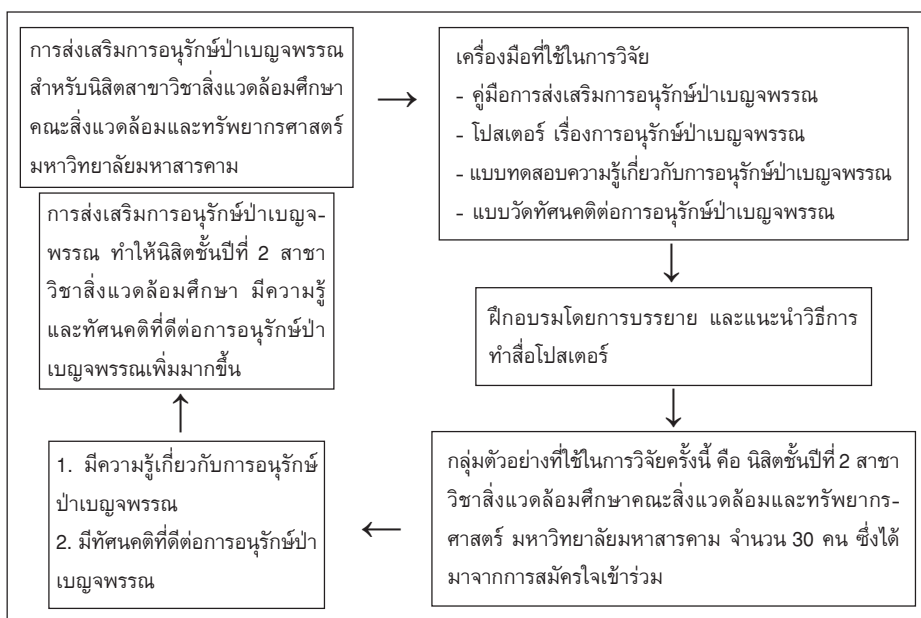 การส่งเสริมการอนุรักษ์ป่าเบญจพรรณ
สำหรับนิสิตสาขาวิชาสิ่งแวดล้อมศึกษา
คณะสิ่งแวดล้อมและทรัพยากรศาสตร์
มหาวิทยาลัยมหาสารคาม
เครื่องมือที่ใช้ในการวิจัย
- คู่มือการส่งเสริมการอนุรักษ์ป่าเบญจพรรณ
- โปสเตอร์ เรื่องการอนุรักษ์ป่าเบญจพรรณ
- แบบทดสอบความรู้เกี่ยวกับการอนุรักษ์ป่าเบญจพรรณ
- แบบวัดทัศนคติต่อการอนุรักษ์ป่าเบญจพรรณ
ฝึกอบรมโดยการบรรยาย และแนะนำวิธีการ
ทำสื่อโปสเตอร์
กลุ่มตัวอย่างที่ใช้ในการวิจัยครั้งนี้ คือ นิสิตชั้นปีที่ 2 สาขา
วิชาสิ่งแวดล้อมศึกษาคณะสิ่งแวดล้อมและทรัพยากร-
ศาสตร์ มหาวิทยาลัยมหาสารคาม จำนวน 30 คน ซึ่งได้
มาจากการสมัครใจเข้าร่วม
1. มีความรู้เกี่ยวกับการอนุรักษ์
ป่าเบญจพรรณ
2. มีทัศนคติที่ดีต่อการอนุรักษ์ป่า
เบญจพรรณ
การส่งเสริมการอนุรักษ์ป่าเบญจ-
พรรณ ทำให้นิสิตชั้นปีที่ 2 สาขา
วิชาสิ่งแวดล้อมศึกษา มีความรู้
และทัศนคติที่ดีต่อการอนุรักษ์ป่า
เบญจพรรณเพิ่มมากขึ้น